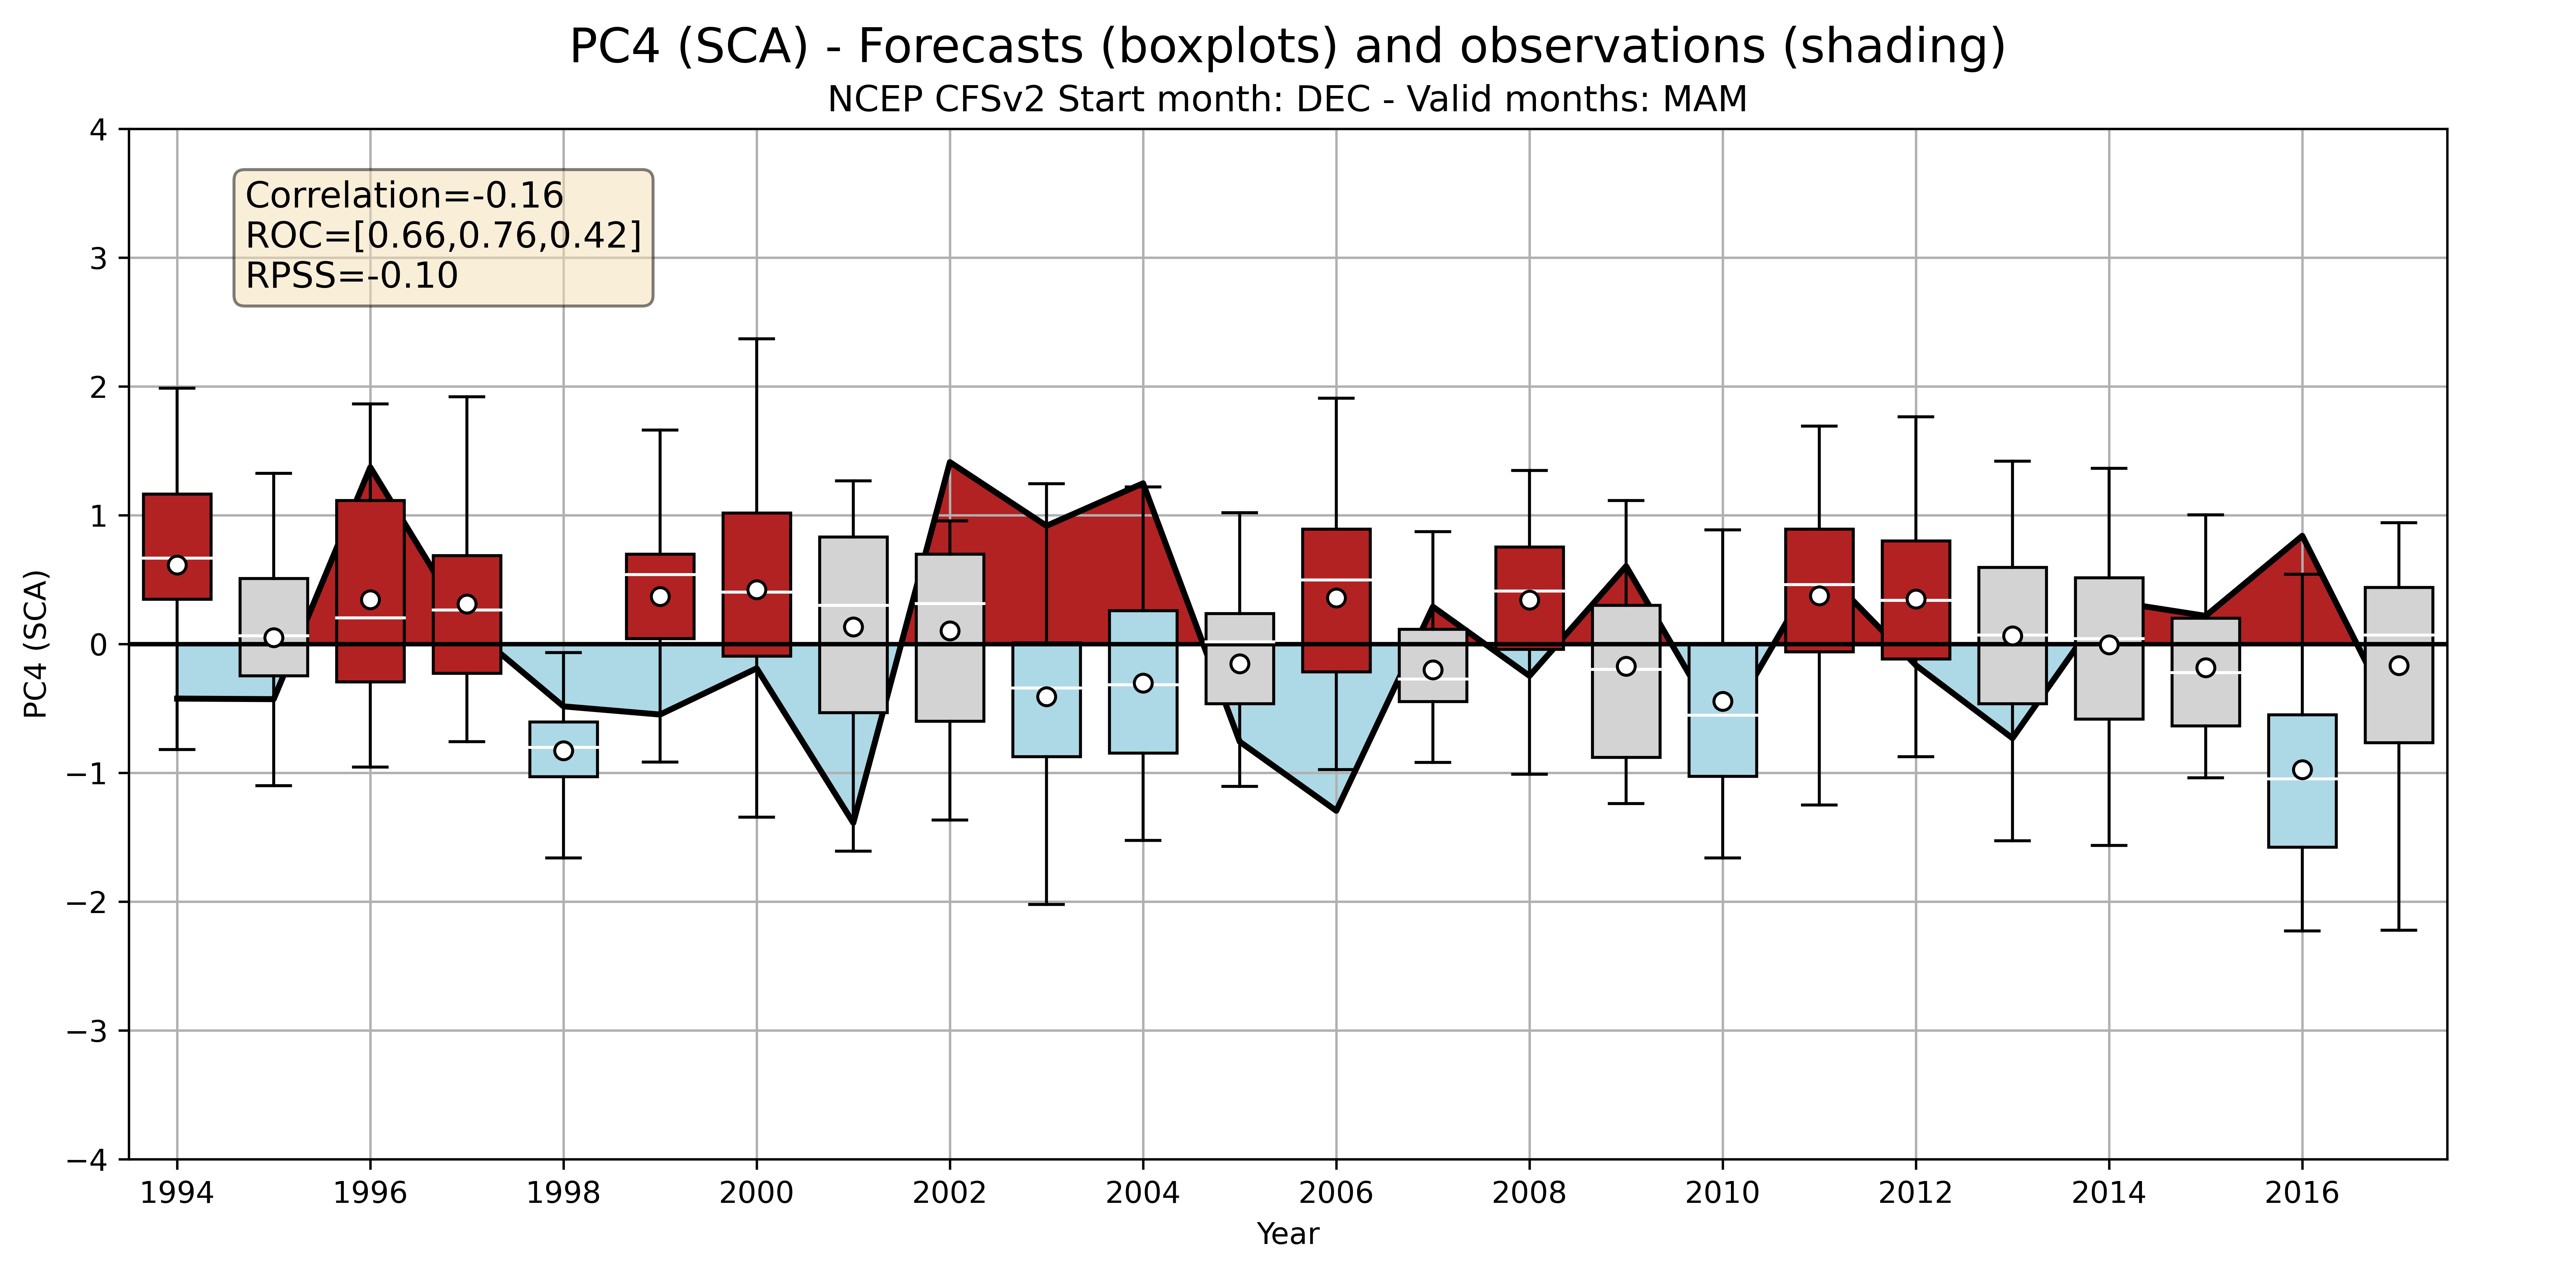 PC4 (SCA) - Forecasts (boxplots) and observations (shading)
NCEP CFSv2 Start month: DEC - Valid months: MAM
Correlation=-0.16
ROC=[0.66,0.76,0.42]
RPSS=-0.10
PC4 (SCA)
4
3
2
1
0
−1
−2
−3
−4
1994 1996 1998 2000 2002 2004 2006 2008 2010 2012 2014 2016
Year